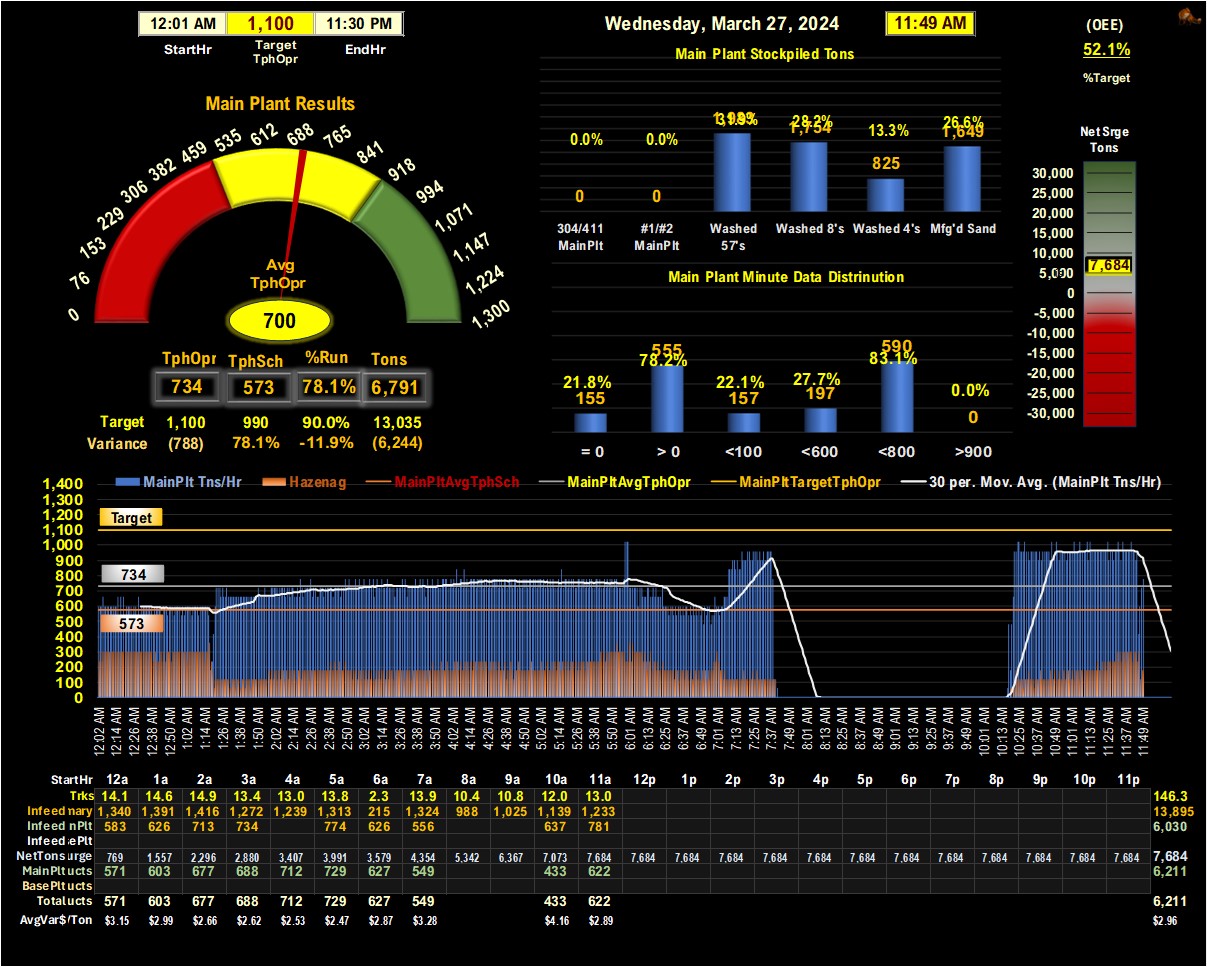 12:01 AM 1,100 11:30 PM
StartHr Target TphOpr EndHr
Wednesday, March 27, 2024 11:49 AM
(OEE)
52.1%
%Target
Main Plant Results
0 76 153 229 306 382 459 535 612 688 765 841 918 994 1,071 1,147 1,224 1,300
Avg
TphOpr
700
TphOpr TphSch %Run Tons
734 573 78.1% 6,791
Target 1,100 990 90.0% 13,035
Variance (788) 78.1% -11.9% (6,244)
Main Plant Stockpiled Tons
0.0% 0.0% 31.9% 28.2% 13.3% 26.6%
0 0 1,754 825 1,649
304/411 MainPlt #1/#2 MainPlt Washed 57's Washed 8's Washed 4's Mfg'd Sand
Main Plant Minute Data Distrinution
21.8% 78.2% 22.1% 27.7% 83.1% 0.0%
155 555 157 197 590 0
= 0 > 0 <100 <600 <800 >900
Net Srge
Tons
30,000
25,000
20,000
15,000
10,000
7,684
5,000
0
-5,000
-10,000
-15,000
-20,000
-25,000
-30,000
MainPlt Tns/Hr Hazenag MainPltAvgTphSch MainPltAvgTphOpr MainPltTargetTphOpr 30 per. Mov. Avg. (MainPlt Tns/Hr)
1,400
1,300
1,200
1,100
1,000
900
800
700
600
500
400
300
200
100
0
Target
734
573
12:02 AM 12:14 AM 12:26 AM 12:38 AM 12:50 AM 1:02 AM 1:14 AM 1:26 AM 1:38 AM 1:50 AM 2:02 AM 2:14 AM 2:26 AM 2:38 AM 2:50 AM 3:02 AM 3:14 AM 3:26 AM 3:38 AM 3:50 AM 4:02 AM 4:14 AM 4:26 AM 4:38 AM 4:50 AM 5:02 AM 5:14 AM 5:26 AM 5:38 AM 5:50 AM 6:01 AM 6:13 AM 6:25 AM 6:37 AM 6:49 AM 7:01 AM 7:13 AM 7:25 AM 7:37 AM 7:49 AM 8:01 AM 8:13 AM 8:25 AM 8:37 AM 8:49 AM 9:01 AM 9:13 AM 9:25 AM 9:37 AM 9:49 AM 10:01 AM 10:13 AM 10:25 AM 10:37 AM 10:49 AM 11:01 AM 11:13 AM 11:25 AM 11:37 AM 11:49 AM
StartHr 12a 1a 2a 3a 4a 5a 6a 7a 8a 9a 10a 11a 12p 1p 2p 3p 4p 5p 6p 7p 8p 9p 10p 11p
Trks 14.1 14.6 14.9 13.4 13.0 13.8 2.3 13.9 10.4 10.8 12.0 13.0 146.3
Infeed nary 1,340 1,391 1,416 1,272 1,239 1,313 215 1,324 988 1,025 1,139 1,233 13,895
Infeed nPlt 583 626 713 734 774 626 556 637 781 6,030
Infeed ePlt
NetTons urge 769 1,557 2,296 2,880 3,407 3,991 3,579 4,354 5,342 6,367 7,073 7,684 7,684 7,684 7,684 7,684 7,684 7,684 7,684 7,684 7,684 7,684 7,684 7,684 7,684
MainPlt ucts 571 603 677 688 712 729 627 549 433 622 6,211
BasePlt ucts
Total ucts 571 603 677 688 712 729 627 549 433 622 6,211
AvgVar$/Ton $3.15 $2.99 $2.66 $2.62 $2.53 $2.47 $2.87 $3.28 $4.16 $2.89 $2.96